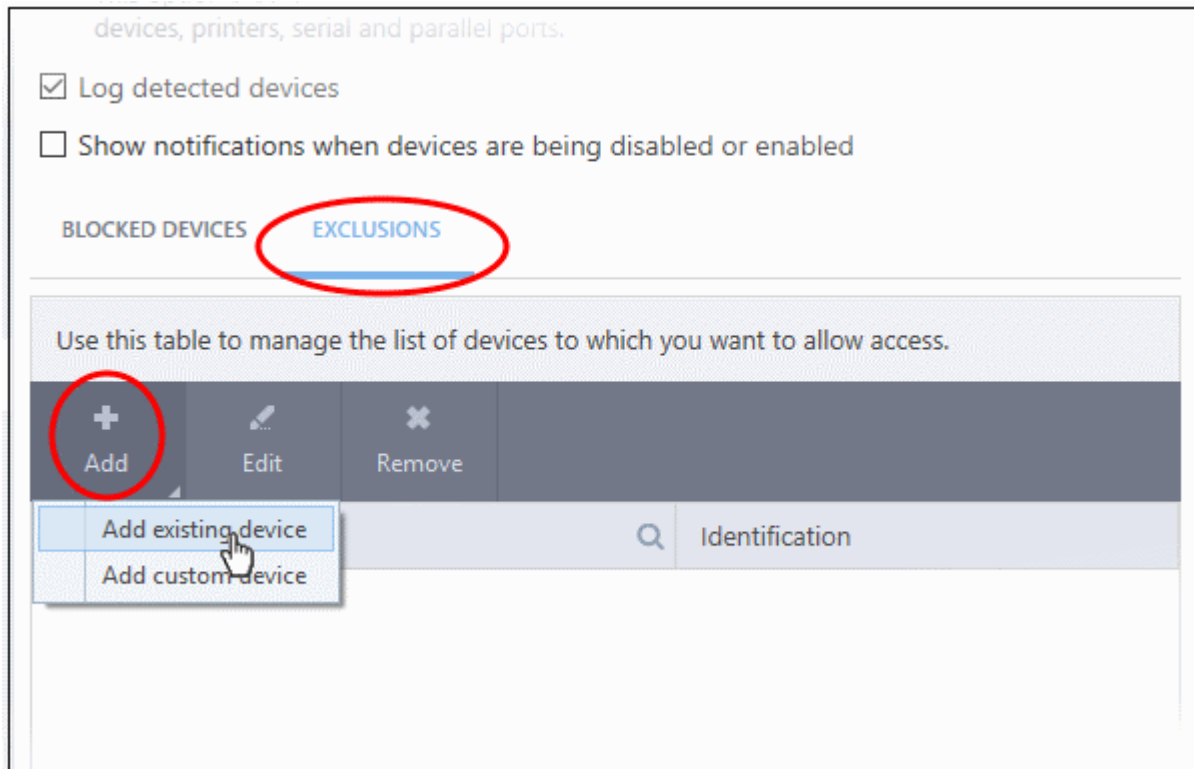 devices, printers, serial and parallel ports.
Log detected devices
Show notifications when devices are being disabled or enabled
BLOCKED DEVICES EXCLUSIONS
Use this table to manage the list of devices to which you want to allow access.
Add Edit Remove
Add existing device
Identification
Add custom device